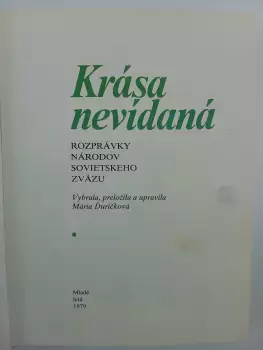 Krása
nevídaná
ROZPRÁVKY
NÁRODOV
SOVIETSKEHO
ZVÄZU
Vybrala, preložila a upravila
Mária Ďuríčková
Mladé
letá
1979